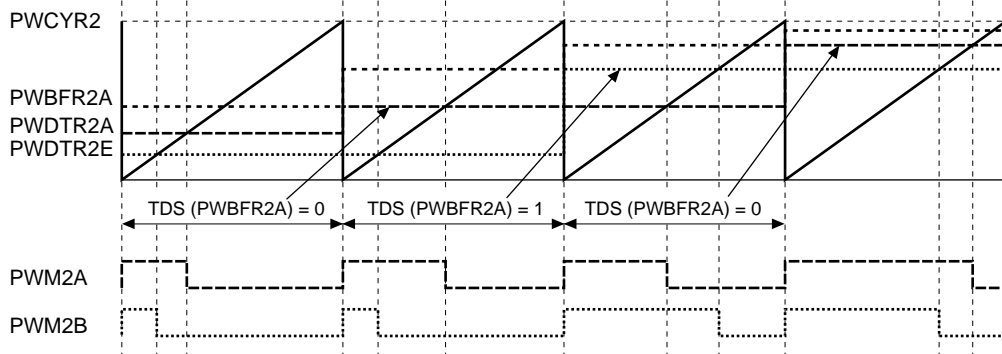 PWCYR2
PWBFR2A
PWDTR2A
PWDTR2E
TDS (PWBFR2A) = 0
TDS (PWBFR2A) = 1
TDS (PWBFR2A) = 0
PWM2A
PWM2B